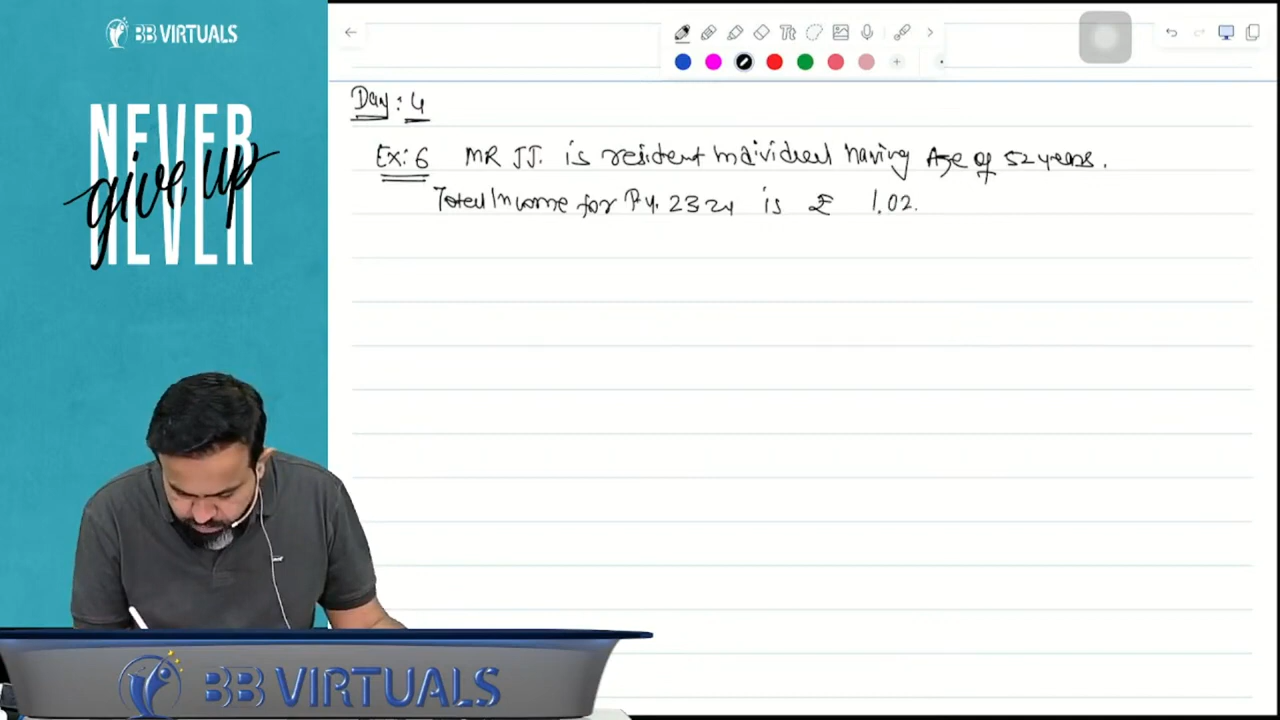 BB VIRTUALS
NEVER
give up
NEVER
Day: 4
Ex: 6 MR JJ. is resident Individual having Age of 52 years.
Total Income for P.Y. 23 24 is ₹ 1.02.
BB VIRTUALS